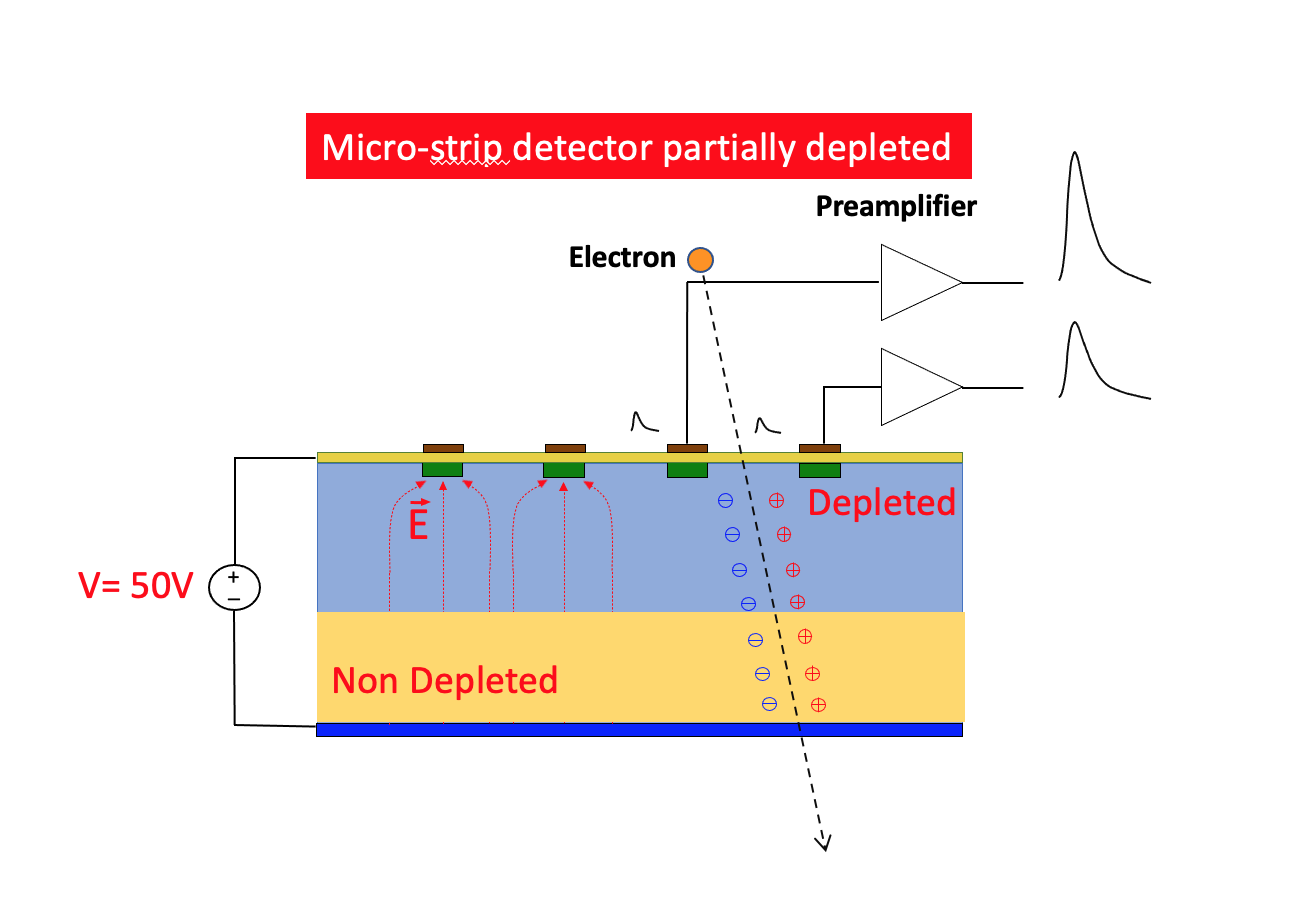 Micro-strip detector partially depleted
Preamplifier
Electron
Depleted
E
V= 50V
+
−
Non Depleted